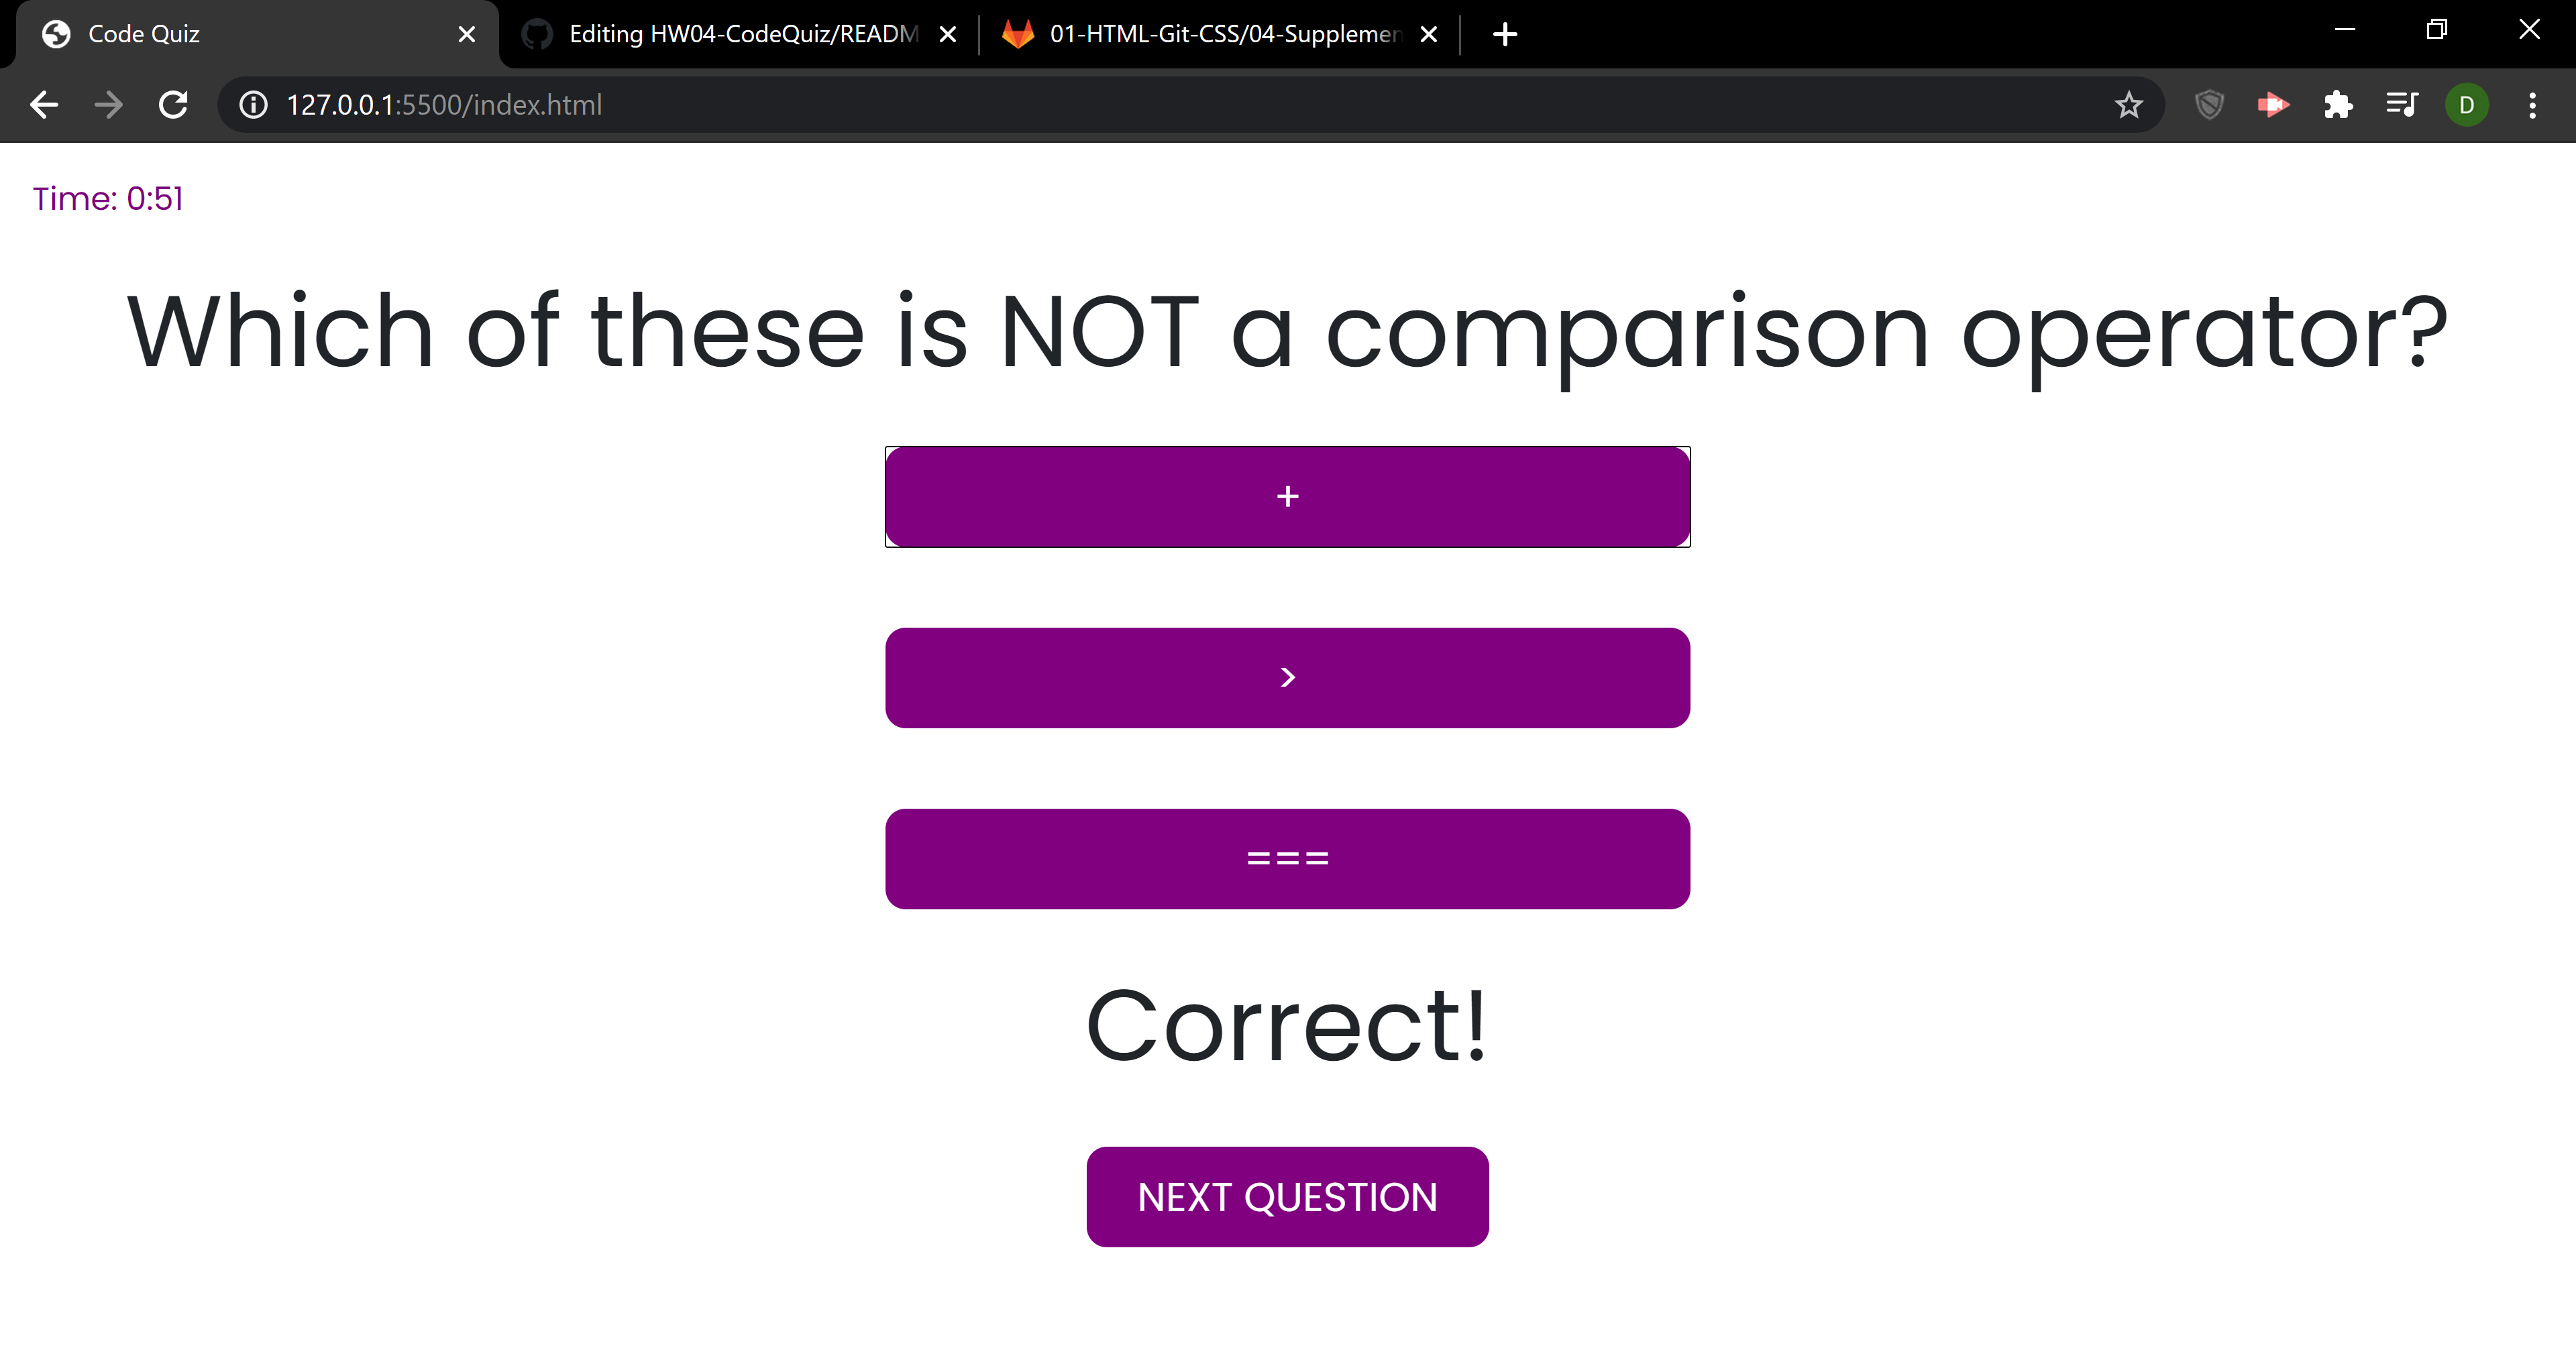 Code Quiz
Editing HW04-CodeQuiz/READM
01-HTML-Git-CSS/04-Supplemen
127.0.0.1:5500/index.html
D
Time: 0:51
Which of these is NOT a comparison operator?
+
>
===
Correct!
NEXT QUESTION